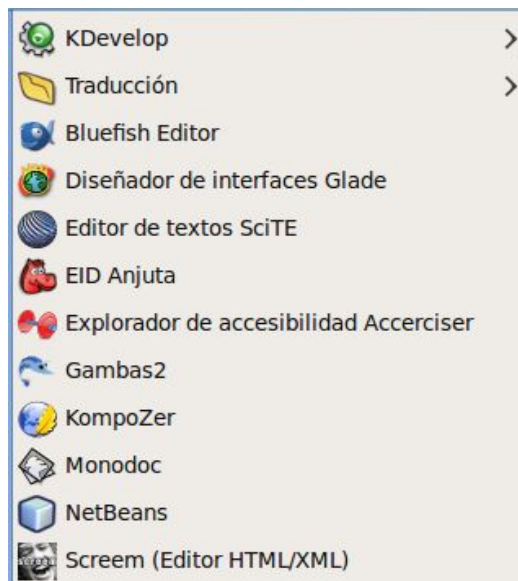 KDevelop
Traducción
Bluefish Editor
Diseñador de interfaces Glade
Editor de textos SciTE
EID Anjuta
Explorador de accesibilidad Accerciser
Gambas2
KompoZer
Monodoc
NetBeans
Screem (Editor HTML/XML)